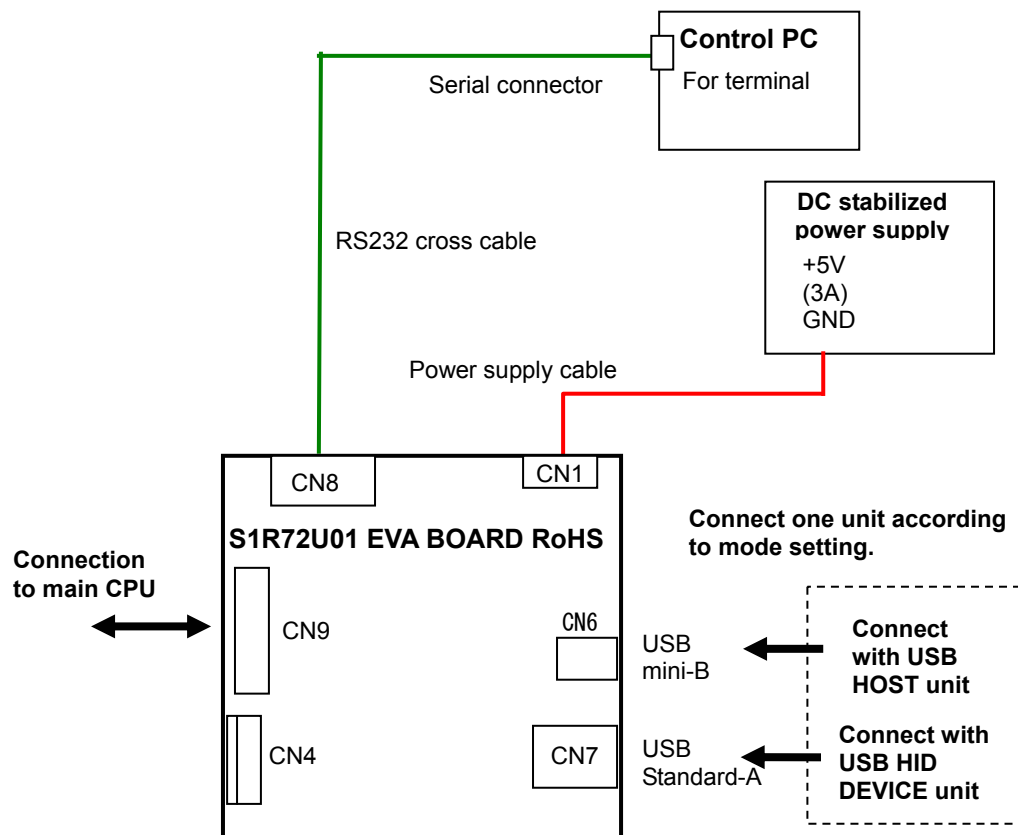 Control PC
For terminal
Serial connector
DC stabilized
power supply
+5V
(3A)
GND
RS232 cross cable
Power supply cable
CN8
CN1
S1R72U01 EVA BOARD RoHS
Connect one unit according
to mode setting.
Connection
to main CPU
CN9
CN6
USB
mini-B
Connect
with USB
HOST unit
CN4
CN7
USB
Standard-A
Connect with
USB HID
DEVICE unit